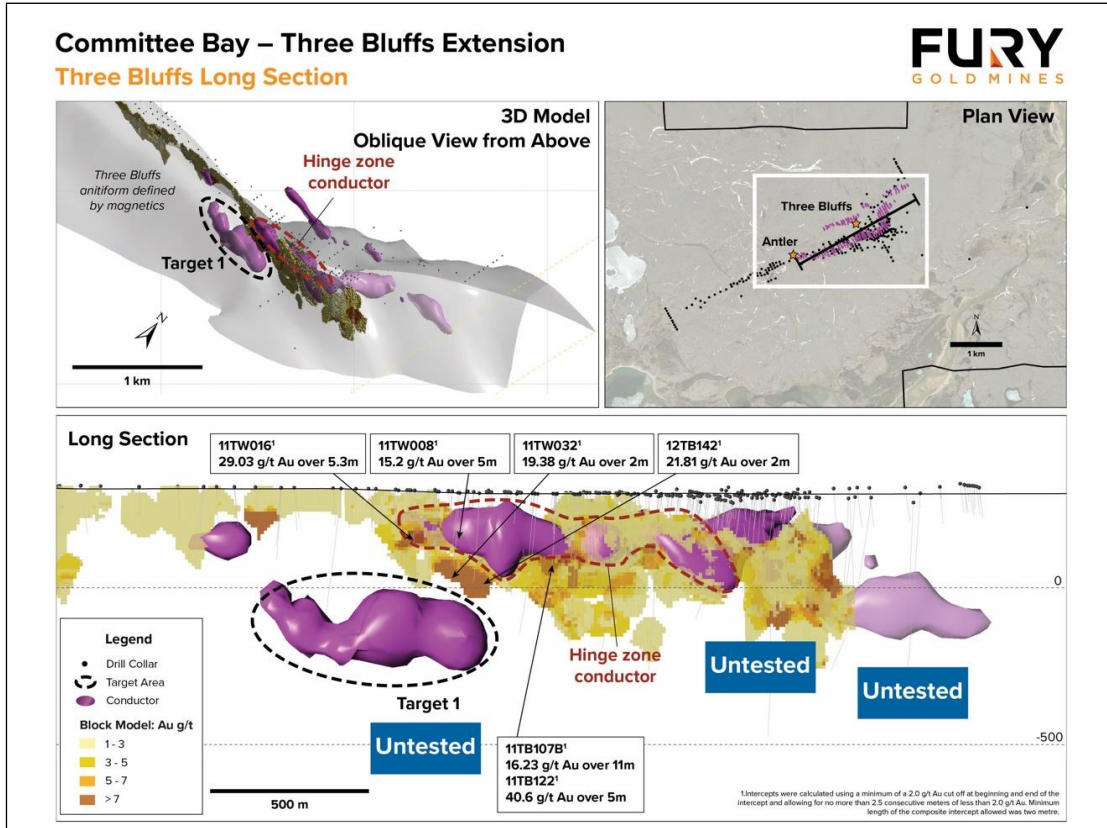 Committee Bay – Three Bluffs Extension
Three Bluffs Long Section
FURY
GOLD MINES
3D Model
Oblique View from Above
Three Bluffs
anitiform defined
by magnetics
Hinge zone
conductor
Target 1
N
1 km
Plan View
Three Bluffs
Antler
N
1 km
Long Section
11TW016¹
29.03 g/t Au over 5.3m
11TW008¹
15.2 g/t Au over 5m
11TW032¹
19.38 g/t Au over 2m
12TB142¹
21.81 g/t Au over 2m
0
Legend
Drill Collar
Target Area
Conductor
Block Model: Au g/t
1 - 3
3 - 5
5 - 7
> 7
Target 1
Hinge zone
conductor
Untested
Untested
Untested
-500
11TB107B¹
16.23 g/t Au over 11m
11TB122¹
40.6 g/t Au over 5m
500 m
1.Intercepts were calculated using a minimum of a 2.0 g/t Au cut off at beginning and end of the
intercept and allowing for no more than 2.5 consecutive meters of less than 2.0 g/t Au. Minimum
length of the composite intercept allowed was two metre.